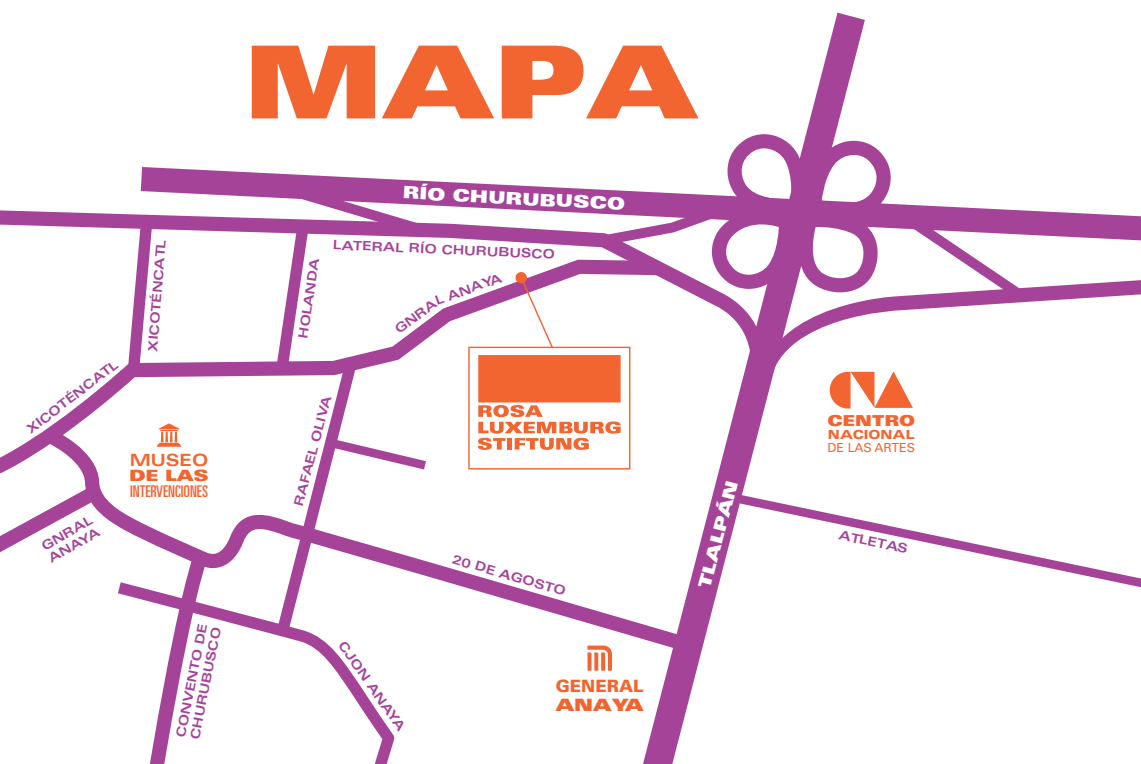 MAPA
RÍO CHURUBUSCO
LATERAL RÍO CHURUBUSCO
XICOTÉNCATL
HOLANDA
GNRAL ANAYA
XICOTÉNCATL
ROSA
LUXEMBURG
STIFTUNG
CENTRO
NACIONAL
DE LAS ARTES
MUSEO
DE LAS
INTERVENCIONES
RAFAEL OLIVA
GNRAL
ANAYA
TLALPÁN
ATLETAS
20 DE AGOSTO
CONVENTO DE
CHURUBUSCO
CJON ANAYA
GENERAL
ANAYA